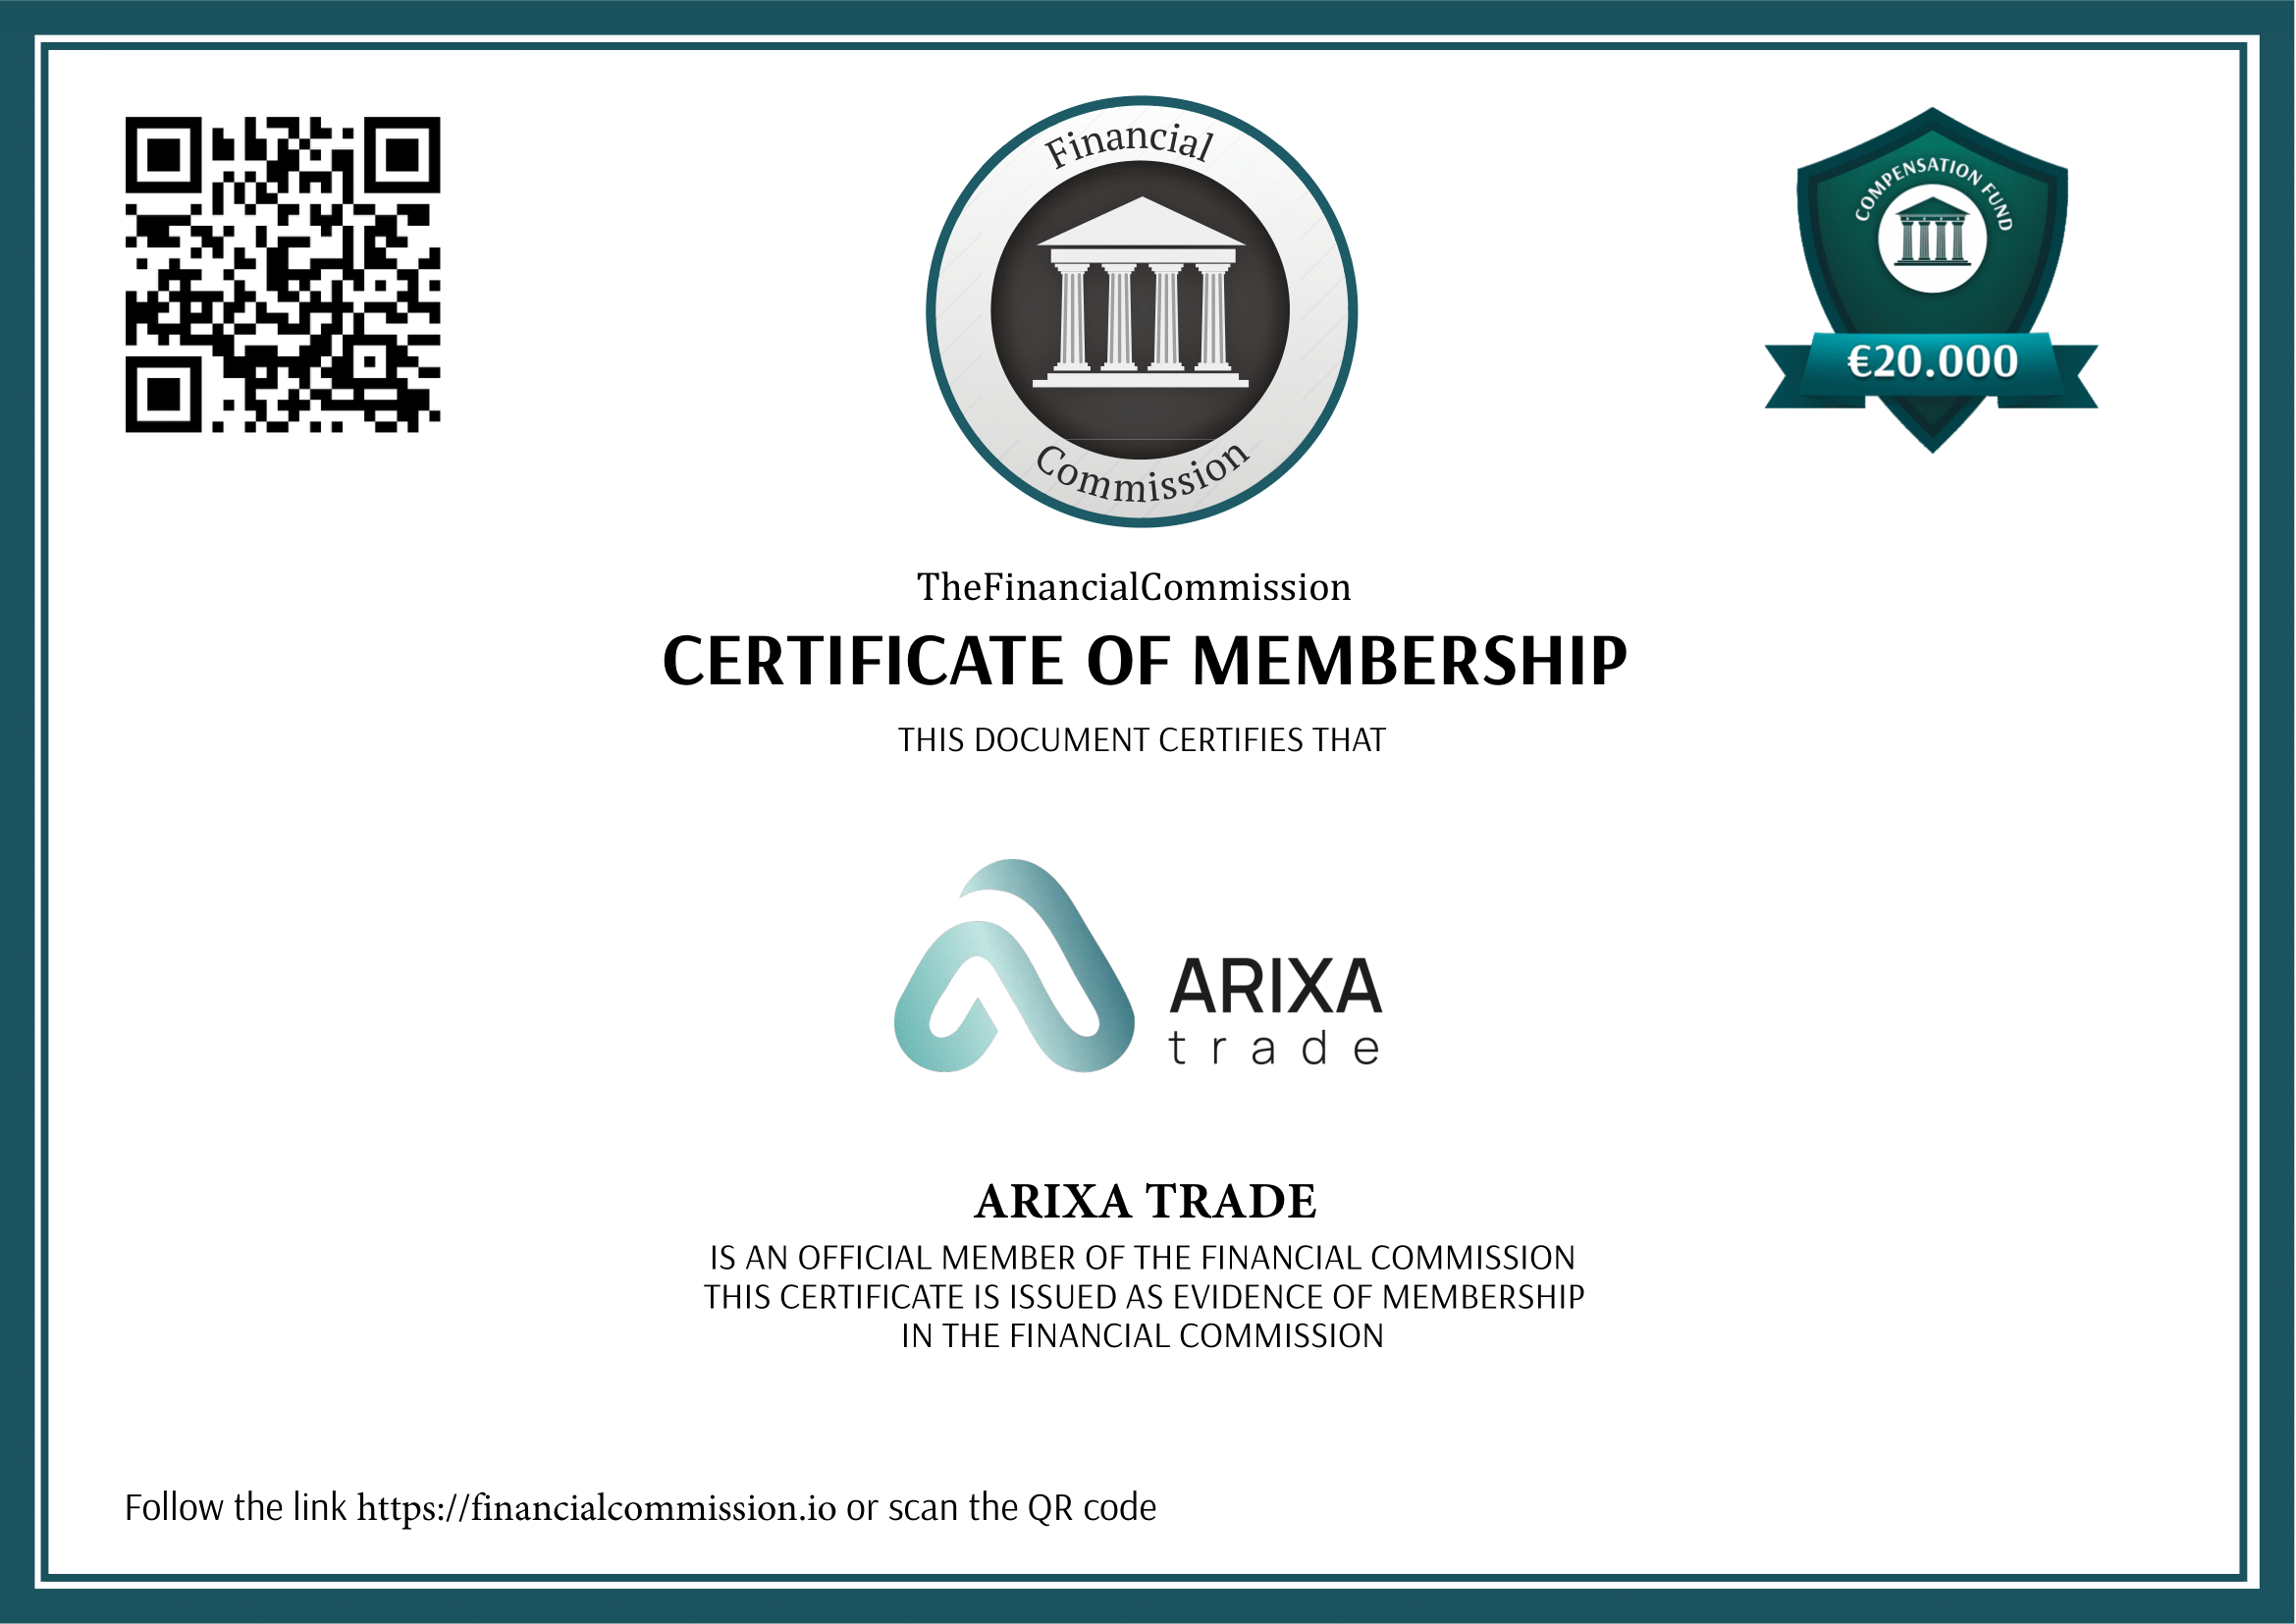 Financial
Commission
COMPENSATION FUND
€20.000
TheFinancialCommission
CERTIFICATE OF MEMBERSHIP
THIS DOCUMENT CERTIFIES THAT
ARIXA
trade
ARIXA TRADE
IS AN OFFICIAL MEMBER OF THE FINANCIAL COMMISSION
THIS CERTIFICATE IS ISSUED AS EVIDENCE OF MEMBERSHIP
IN THE FINANCIAL COMMISSION
Follow the link https://financialcommission.io or scan the QR code